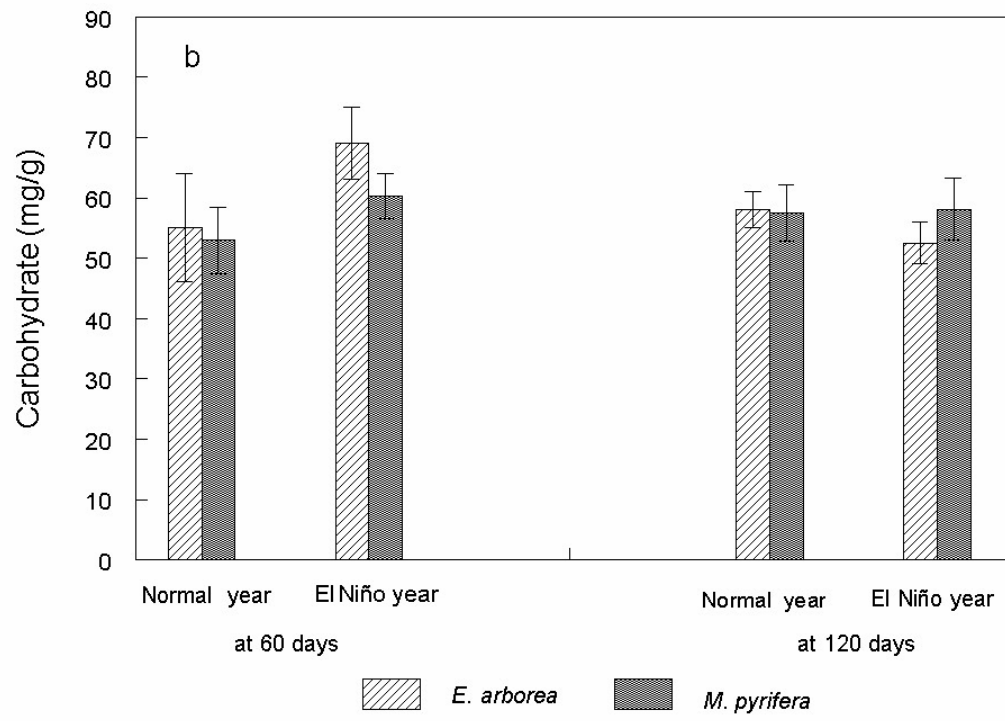 90
b
80
70
60
50
40
30
20
10
0
Carbohydrate (mg/g)
Normal year El Niño year Normal year El Niño year
at 60 days at 120 days
E. arborea M. pyrifera